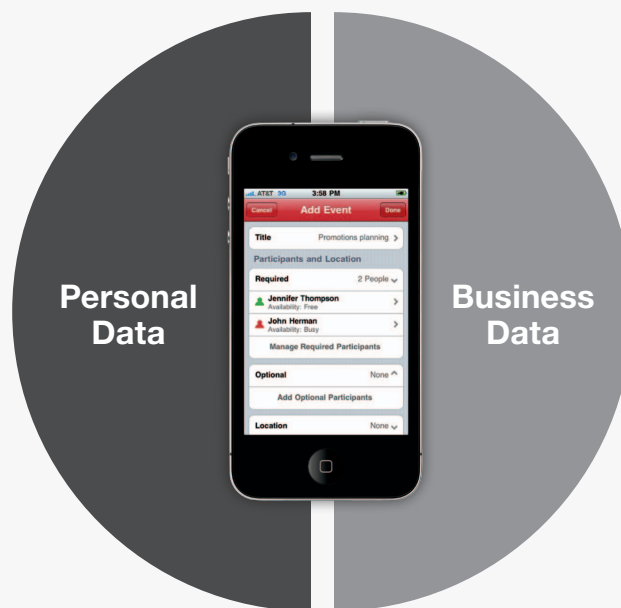 Personal
Data
AT&T 3G 3:58 PM
Cancel Add Event Done
Title Promotions planning
Participants and Location
Required 2 People
Jennifer Thompson
Availability: Free
John Herman
Availability: Busy
Manage Required Participants
Optional None
Add Optional Participants
Location None
Business
Data